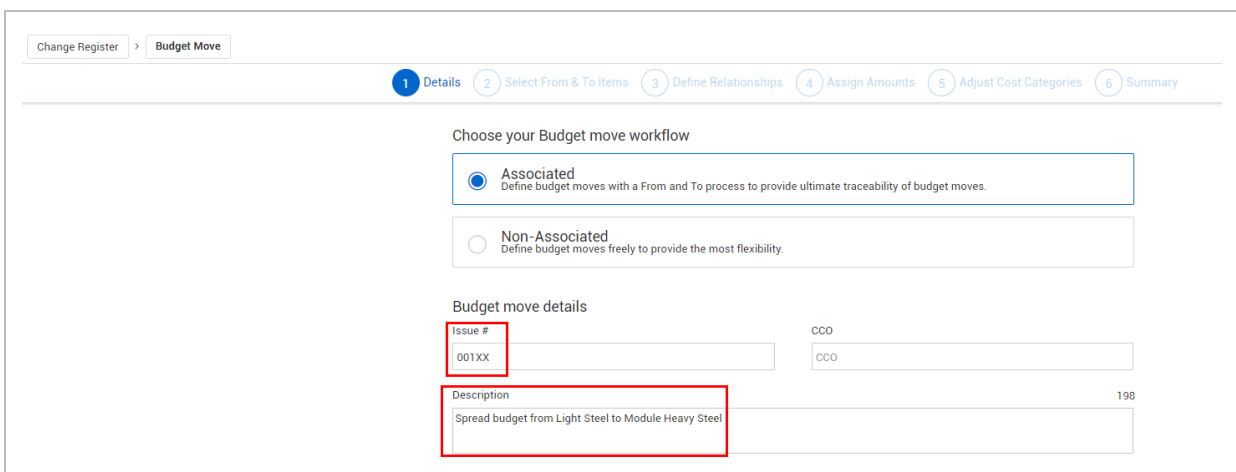 Change Register > Budget Move
1 Details 2 Select From & To Items 3 Define Relationships 4 Assign Amounts 5 Adjust Cost Categories 6 Summary
Choose your Budget move workflow
Associated
Define budget moves with a From and To process to provide ultimate traceability of budget moves.
Non-Associated
Define budget moves freely to provide the most flexibility.
Budget move details
Issue # CCO
001XX CCO
Description 198
Spread budget from Light Steel to Module Heavy Steel